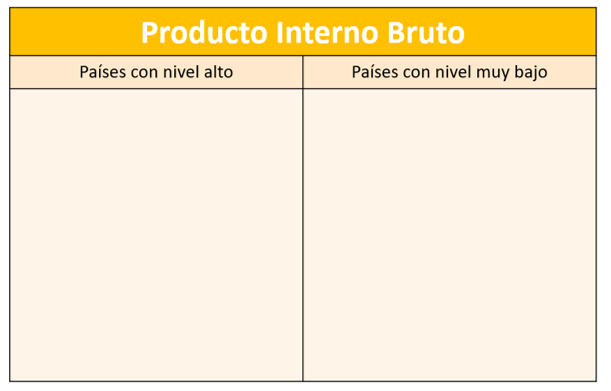 Producto Interno Bruto
Países con nivel alto
Países con nivel muy bajo